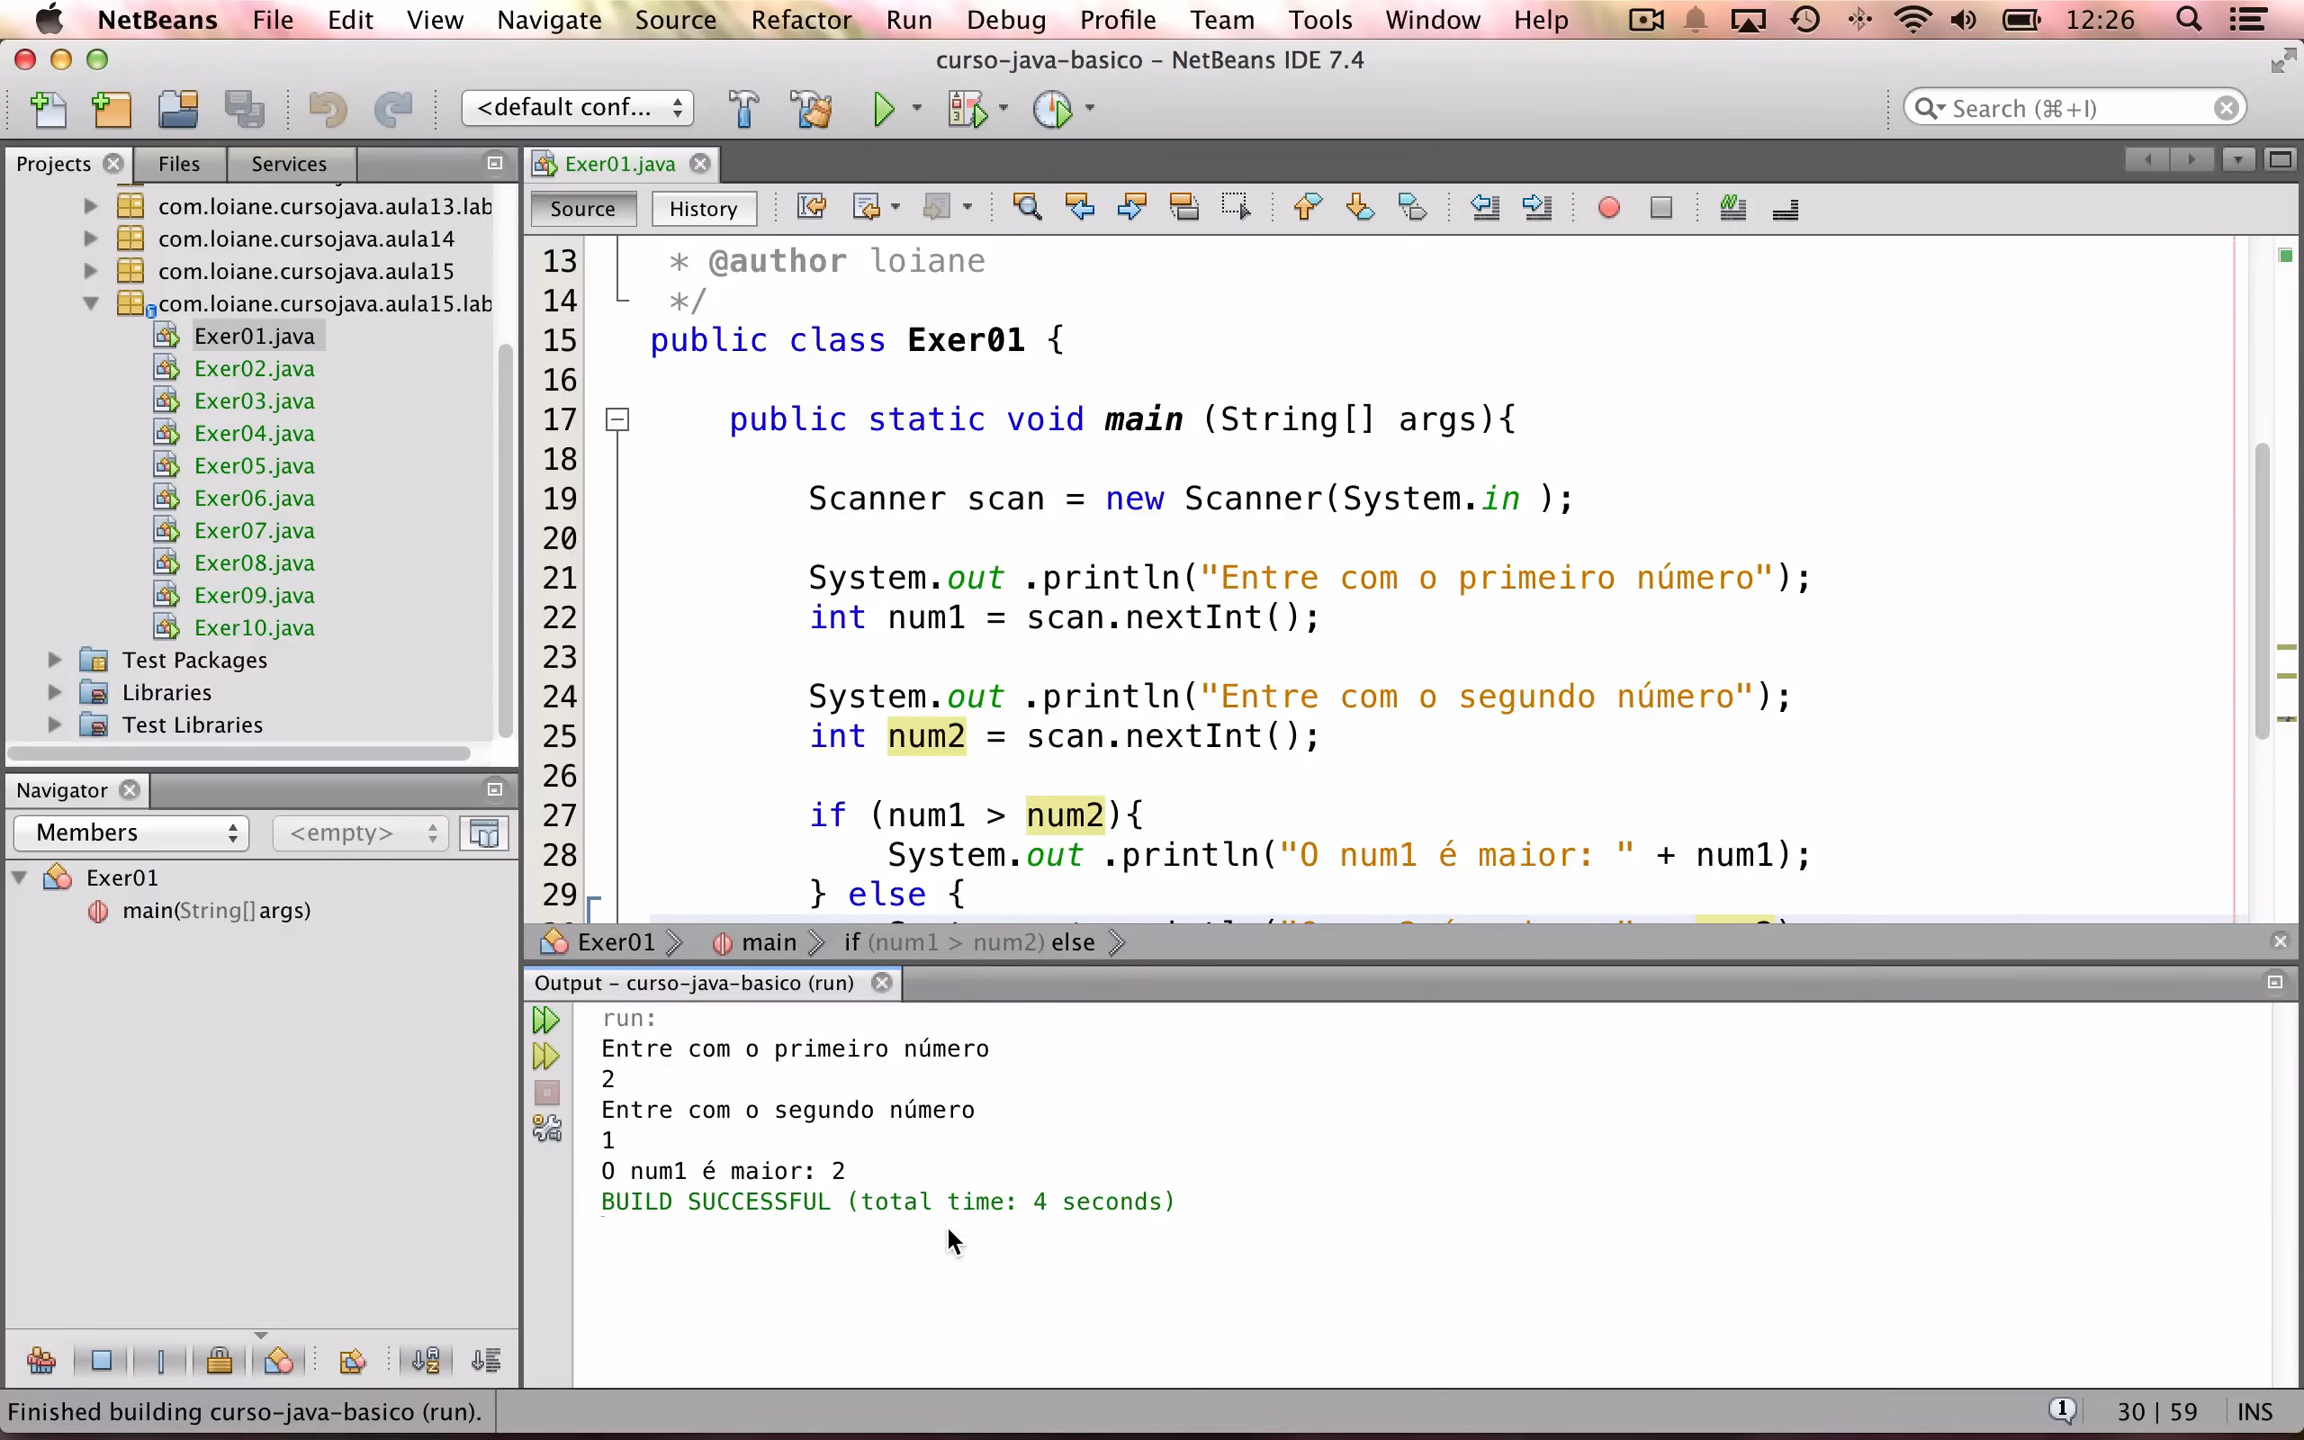 NetBeans File Edit View Navigate Source Refactor Run Debug Profile Team Tools Window Help 12:26
curso-java-basico – NetBeans IDE 7.4
<default conf... Search (⌘+I)
Projects Files Services
com.loiane.cursojava.aula13.lab
com.loiane.cursojava.aula14
com.loiane.cursojava.aula15
com.loiane.cursojava.aula15.lab
Exer01.java
Exer02.java
Exer03.java
Exer04.java
Exer05.java
Exer06.java
Exer07.java
Exer08.java
Exer09.java
Exer10.java
Test Packages
Libraries
Test Libraries
Navigator
Members <empty>
Exer01
main(String[] args)
Exer01.java
Source History
13 * @author loiane
14 */
15 public class Exer01 {
16
17 public static void main (String[] args){
18
19 Scanner scan = new Scanner(System.in );
20
21 System.out .println("Entre com o primeiro número");
22 int num1 = scan.nextInt();
23
24 System.out .println("Entre com o segundo número");
25 int num2 = scan.nextInt();
26
27 if (num1 > num2){
28 System.out .println("O num1 é maior: " + num1);
29 } else {
Exer01 main if (num1 > num2) else
Output – curso-java-basico (run)
run:
Entre com o primeiro número
2
Entre com o segundo número
1
O num1 é maior: 2
BUILD SUCCESSFUL (total time: 4 seconds)
Finished building curso-java-basico (run). 1 30 | 59 INS